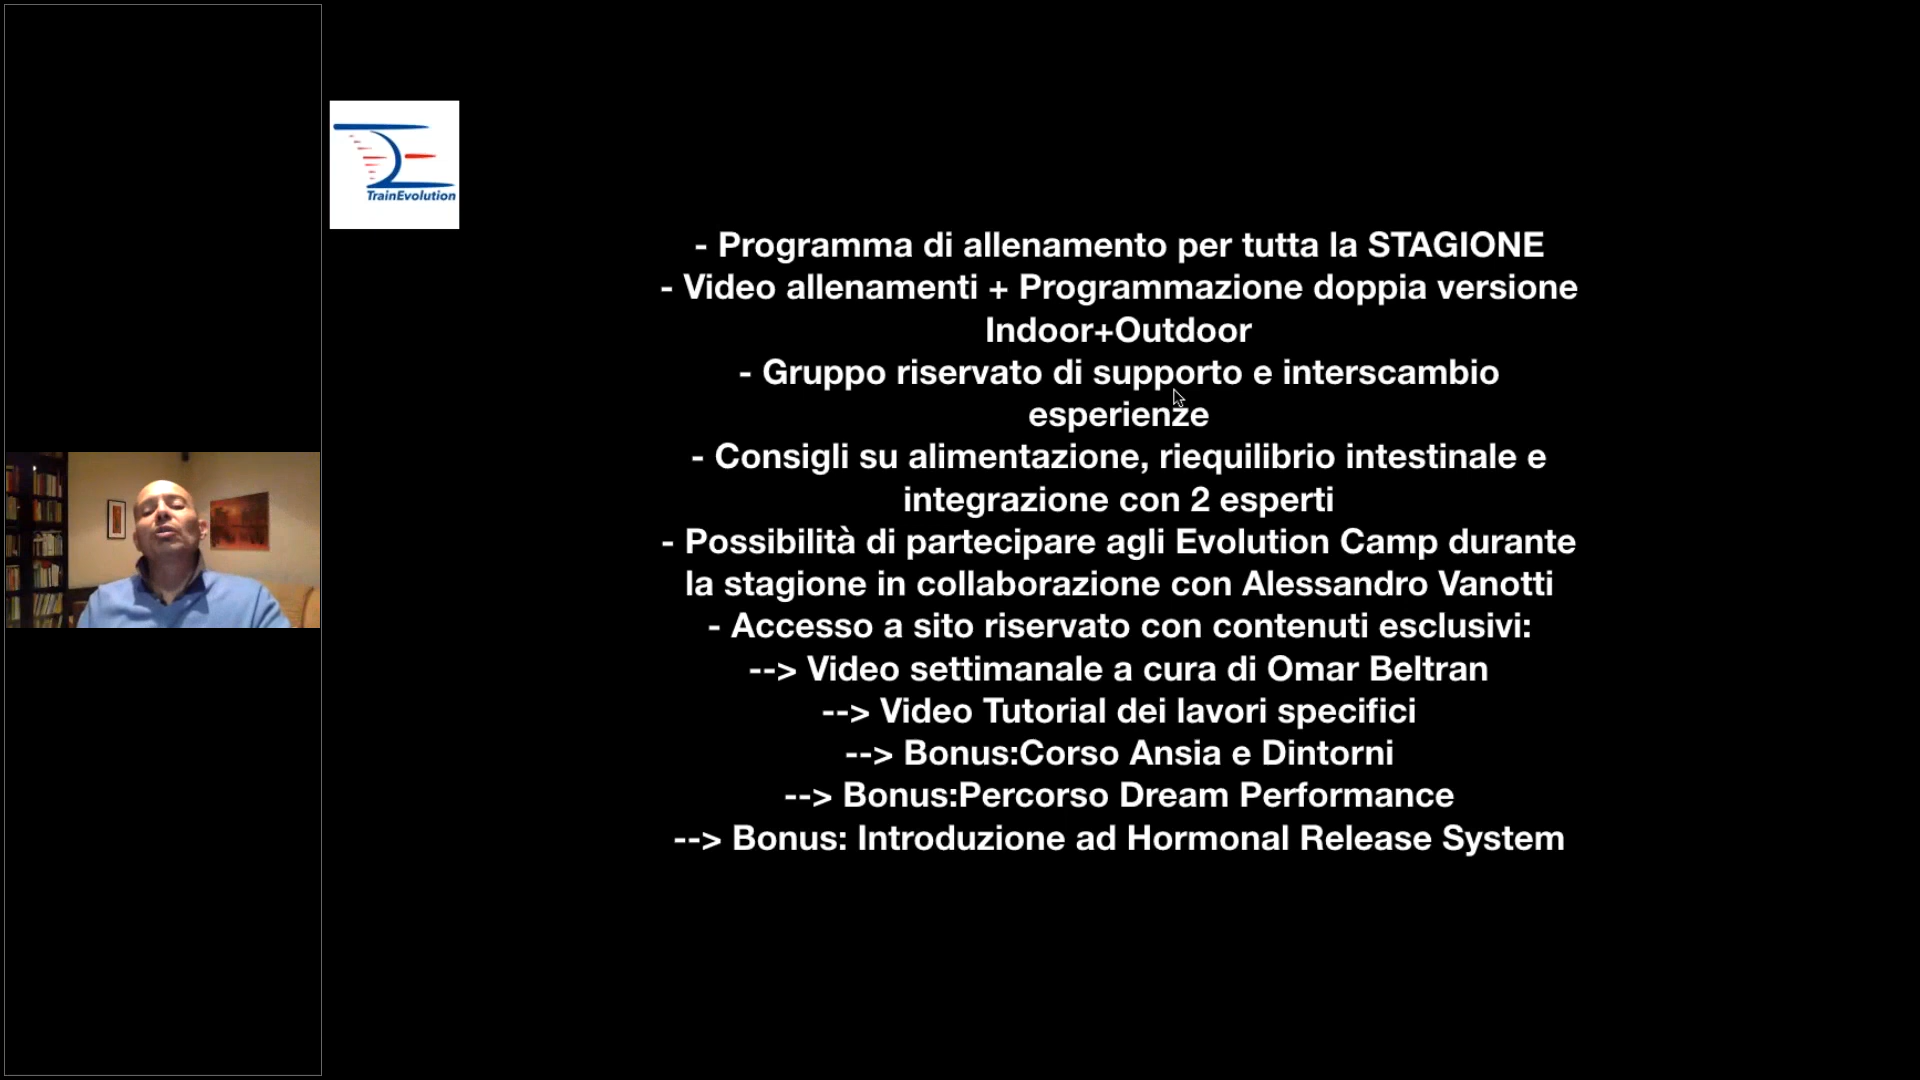 TrainEvolution
- Programma di allenamento per tutta la STAGIONE
- Video allenamenti + Programmazione doppia versione
Indoor+Outdoor
- Gruppo riservato di supporto e interscambio
esperienze
- Consigli su alimentazione, riequilibrio intestinale e
integrazione con 2 esperti
- Possibilità di partecipare agli Evolution Camp durante
la stagione in collaborazione con Alessandro Vanotti
- Accesso a sito riservato con contenuti esclusivi:
--> Video settimanale a cura di Omar Beltran
--> Video Tutorial dei lavori specifici
--> Bonus:Corso Ansia e Dintorni
--> Bonus:Percorso Dream Performance
--> Bonus: Introduzione ad Hormonal Release System